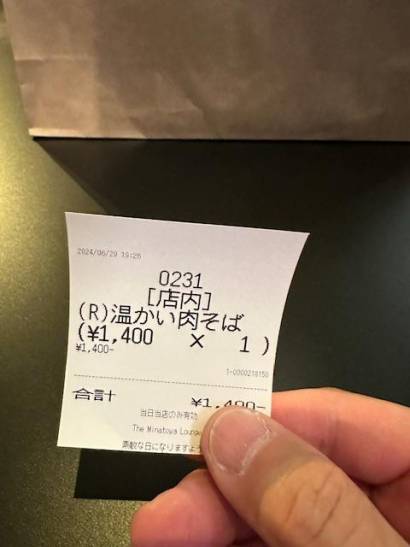 2024/06/29 19:26
0231
[店内]
(R)温かい肉そば
(¥1,400 × 1)
¥1,400-
1-0000218150
合計 ¥1,400-
当日当店のみ有効
The Minatoya Loung
素敵な日になりますよ